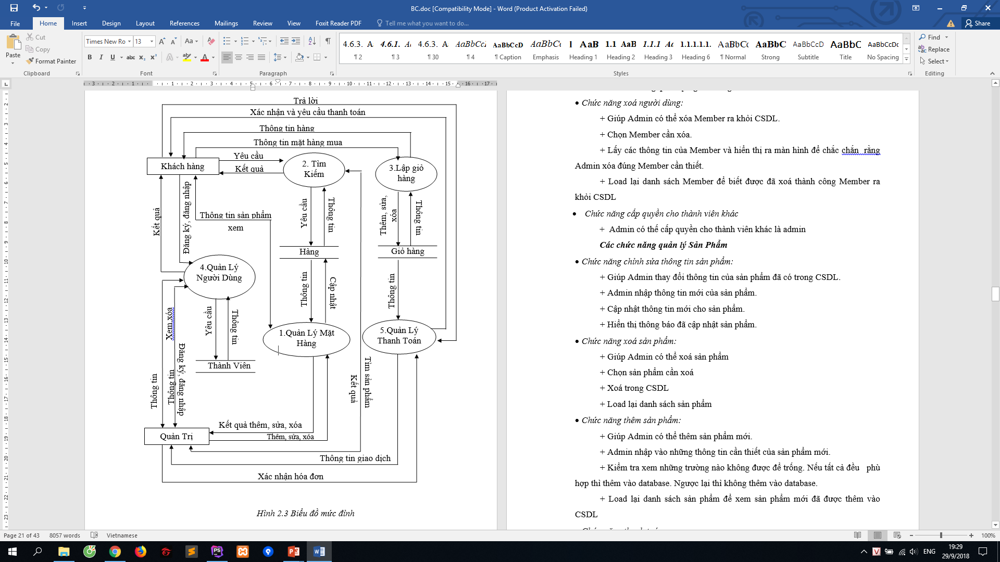 BC.doc [Compatibility Mode] - Word (Product Activation Failed)
File Home Insert Design Layout References Mailings Review View Foxit Reader PDF Tell me what you want to do... Share
Paste Cut Copy Format Painter Clipboard
Times New Ro 13 Font Paragraph
4.6.3. 4.6.1. 4.6.3. AaBbCc AaBbCcD AaBbCc AaB 1.1 AaB 1.1.1 1.1.1.1.1. AaBbCc AaBbC AaBbCcD AaBbC AaBbCcDc
¶ 2 ¶ 3 ¶ 30 ¶ 4 ¶ Caption Emphasis Heading 1 Heading 2 Heading 3 Heading 6 ¶ Normal Strong Subtitle Title No Spacing
Styles
Find
Replace
Select
Editing
Trả lời
Xác nhận và yêu cầu thanh toán
Thông tin hàng
Thông tin mặt hàng mua
Khách hàng
Yêu cầu
Kết quả
2. Tìm
Kiếm
3.Lập giỏ
hàng
Kết quả
Đăng ký, đăng nhập
Thông tin sản phẩm
xem
Yêu cầu
Thông tin
Thêm, sửa,
xóa
Thông tin
Hàng
Giỏ hàng
4.Quản Lý
Người Dùng
Thông tin
Cập nhật
Thông tin
Xem,xóa
Yêu cầu
Thông tin
1.Quản Lý Mặt
Hàng
5.Quản Lý
Thanh Toán
Thành Viên
Thông tin
Thông tin
Đăng ký, đăng nhập
Kết quả
Tìm sản phẩm
Quản Trị
Kết quả thêm, sửa, xóa
Thêm, sửa, xóa
Thông tin giao dịch
Xác nhận hóa đơn
Hình 2.3 Biểu đồ mức đỉnh
• Chức năng xoá người dùng:
+ Giúp Admin có thể xóa Member ra khỏi CSDL.
+ Chọn Member cần xóa.
+ Lấy các thông tin của Member và hiển thị ra màn hình để chắc chắn rằng
Admin xóa đúng Member cần thiết.
+ Load lại danh sách Member để biết được đã xoá thành công Member ra
khỏi CSDL
• Chức năng cấp quyền cho thành viên khác
+ Admin có thể cấp quyền cho thành viên khác là admin
Các chức năng quản lý Sản Phẩm
• Chức năng chỉnh sửa thông tin sản phẩm:
+ Giúp Admin thay đổi thông tin của sản phẩm đã có trong CSDL.
+ Admin nhập thông tin mới của sản phẩm.
+ Cập nhật thông tin mới cho sản phẩm.
+ Hiển thị thông báo đã cập nhật sản phẩm.
• Chức năng xoá sản phẩm:
+ Giúp Admin có thể xoá sản phẩm
+ Chọn sản phẩm cần xoá
+ Xoá trong CSDL
+ Load lại danh sách sản phẩm
• Chức năng thêm sản phẩm:
+ Giúp Admin có thể thêm sản phẩm mới.
+ Admin nhập vào những thông tin cần thiết của sản phẩm mới.
+ Kiểm tra xem những trường nào không được để trống. Nếu tất cả đều phù
hợp thì thêm vào database. Ngược lại thì không thêm vào database.
+ Load lại danh sách sản phẩm để xem sản phẩm mới đã được thêm vào
CSDL
Page 21 of 43 8057 words Vietnamese 100%
ENG 19:29
29/9/2018